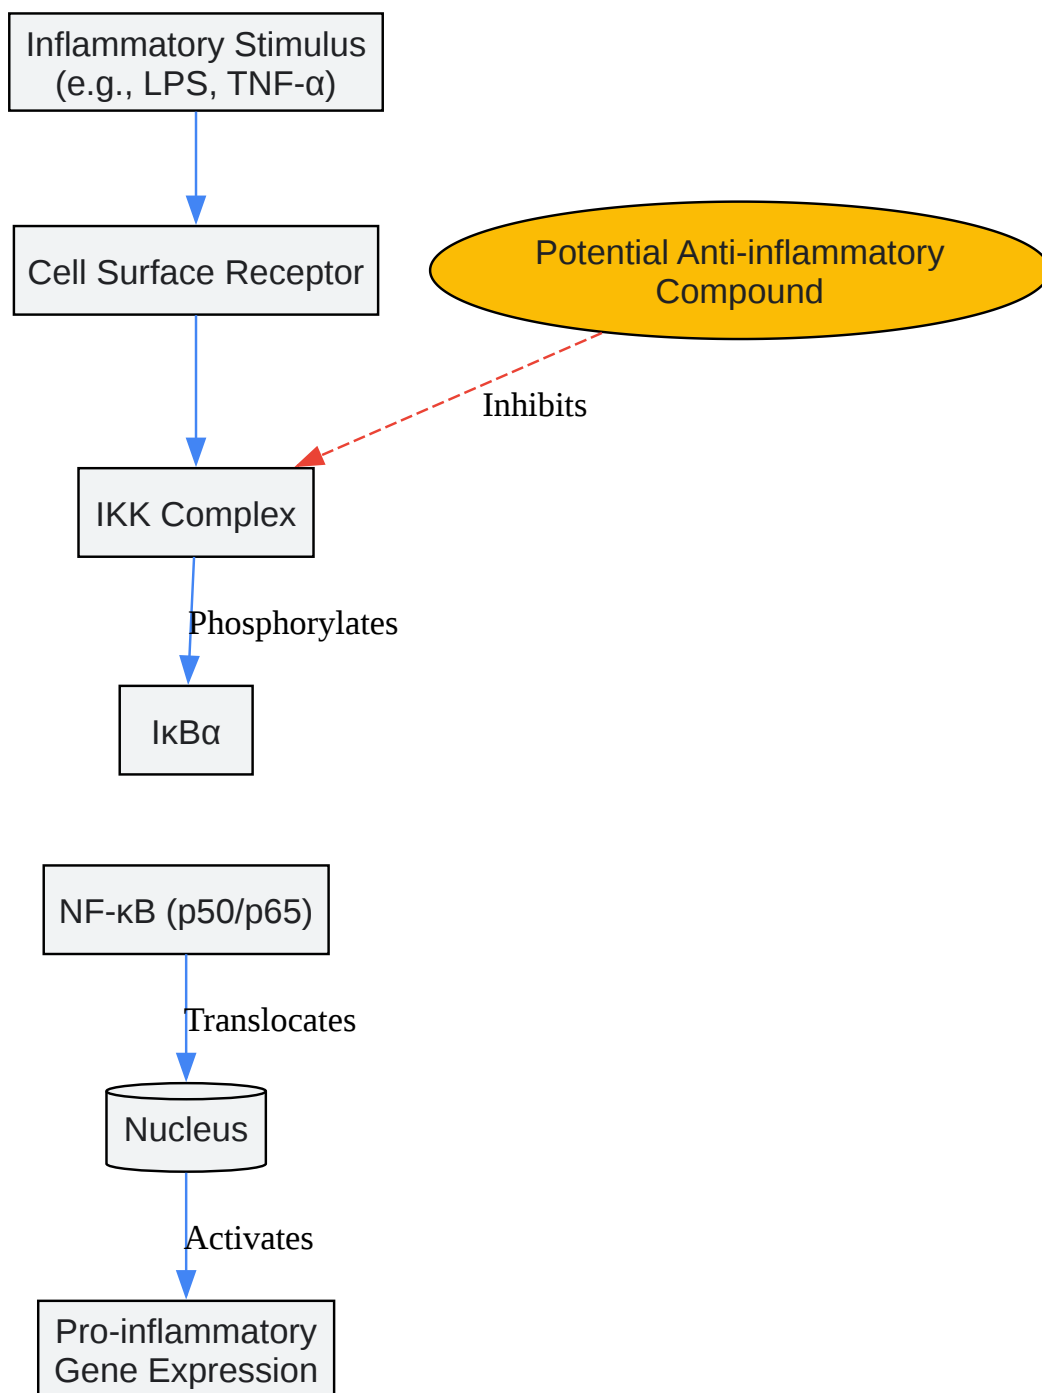 Inflammatory Stimulus
(e.g., LPS, TNF-α)
Cell Surface Receptor
Potential Anti-inflammatory
Compound
Inhibits
IKK Complex
Phosphorylates
IκBα
NF-κB (p50/p65)
Translocates
Nucleus
Activates
Pro-inflammatory
Gene Expression